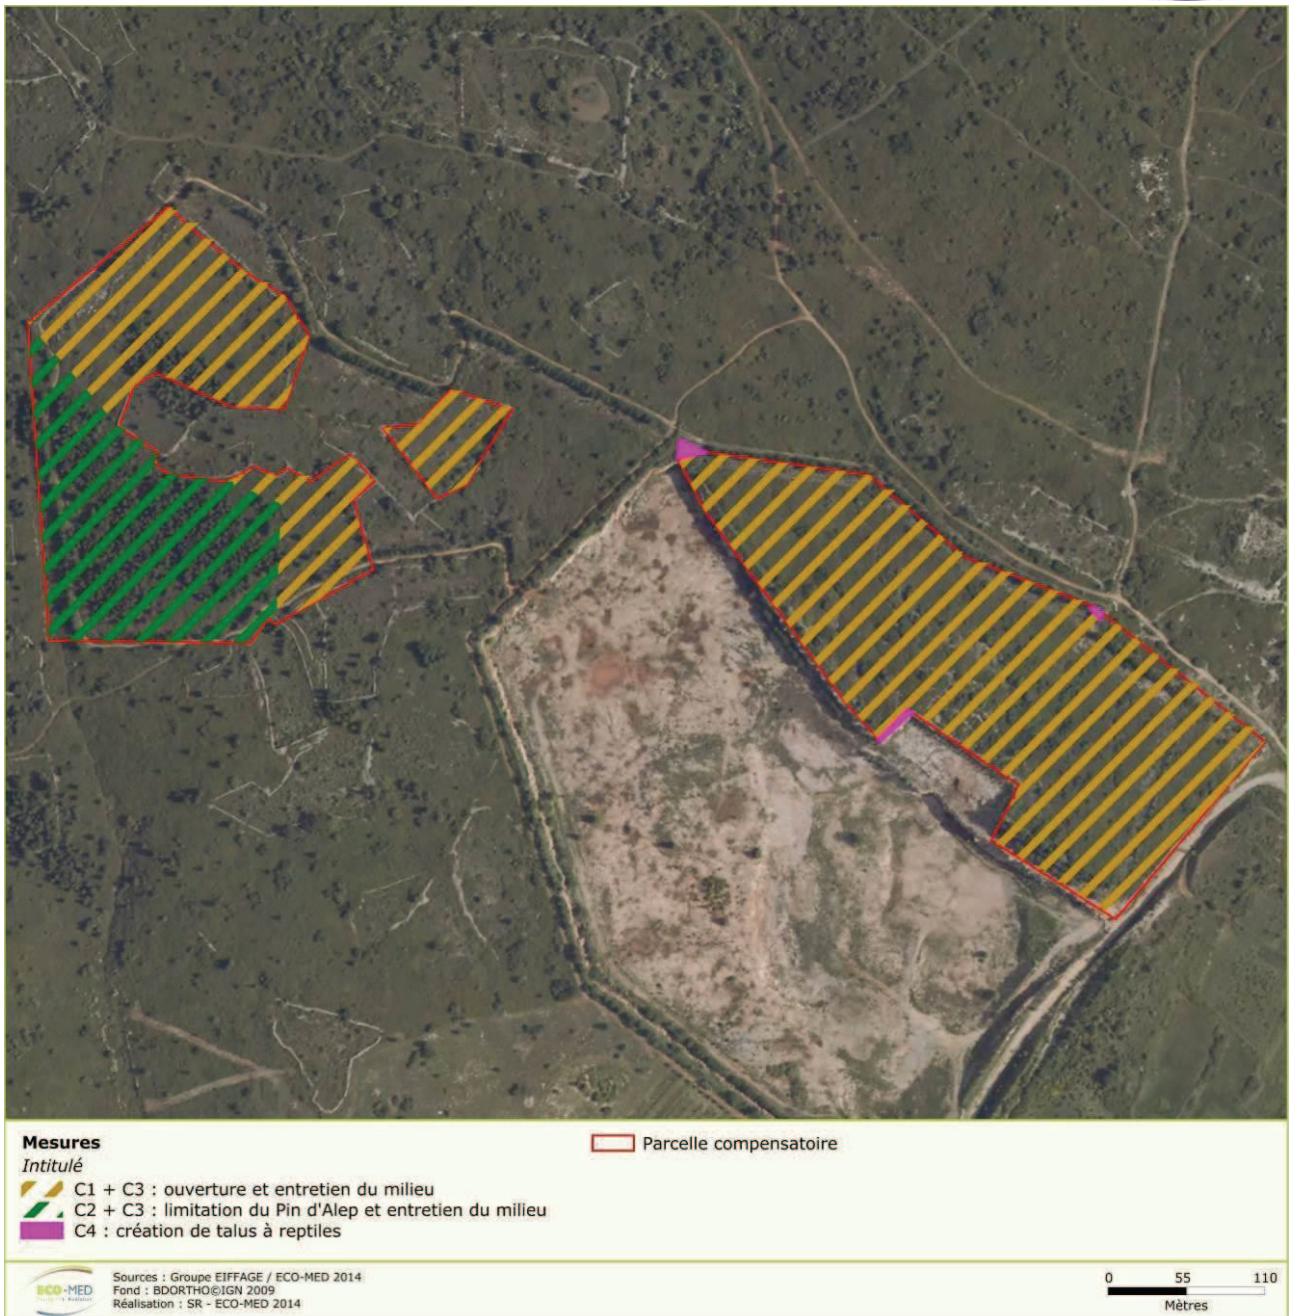 Mesures
Intitulé
C1 + C3 : ouverture et entretien du milieu
C2 + C3 : limitation du Pin d'Alep et entretien du milieu
C4 : création de talus à reptiles
Parcelle compensatoire
ECO-MED
Sources : Groupe EIFFAGE / ECO-MED 2014
Fond : BDORTHO©IGN 2009
Réalisation : SR - ECO-MED 2014
0 55 110
Mètres